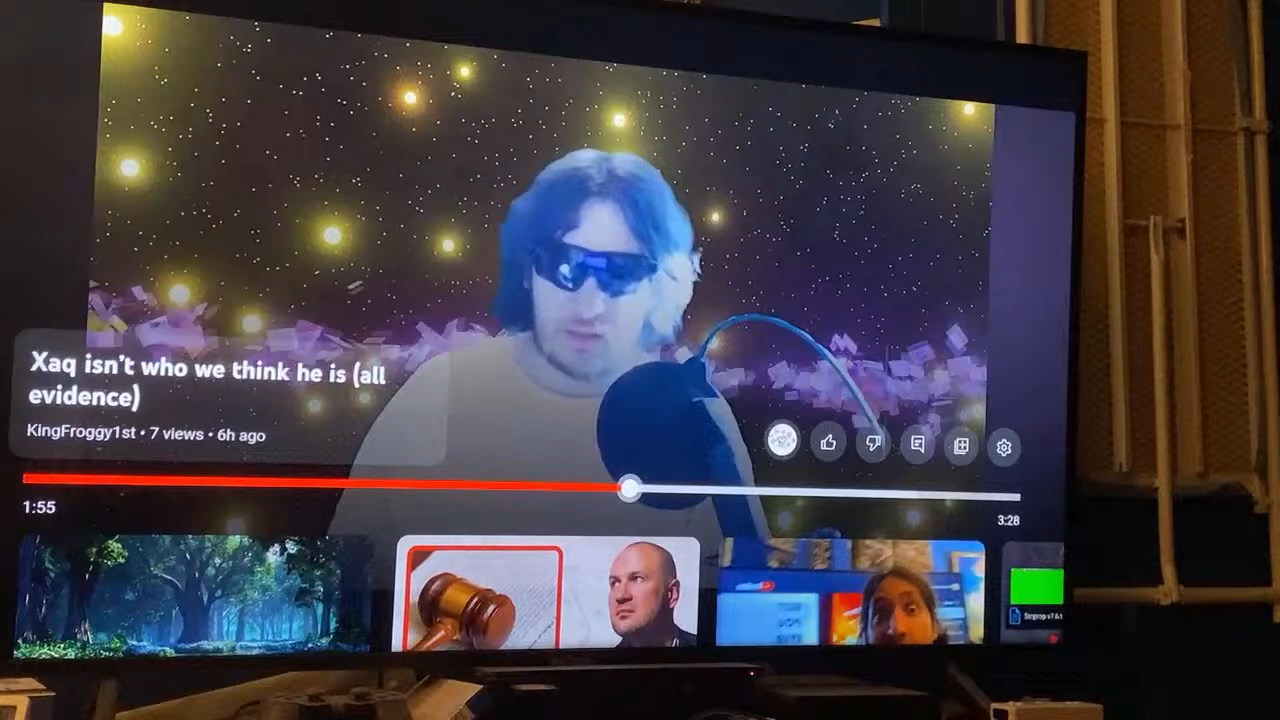 Xaq isn't who we think he is (all
evidence)
KingFroggy1st • 7 views • 6h ago
1:55
3:28